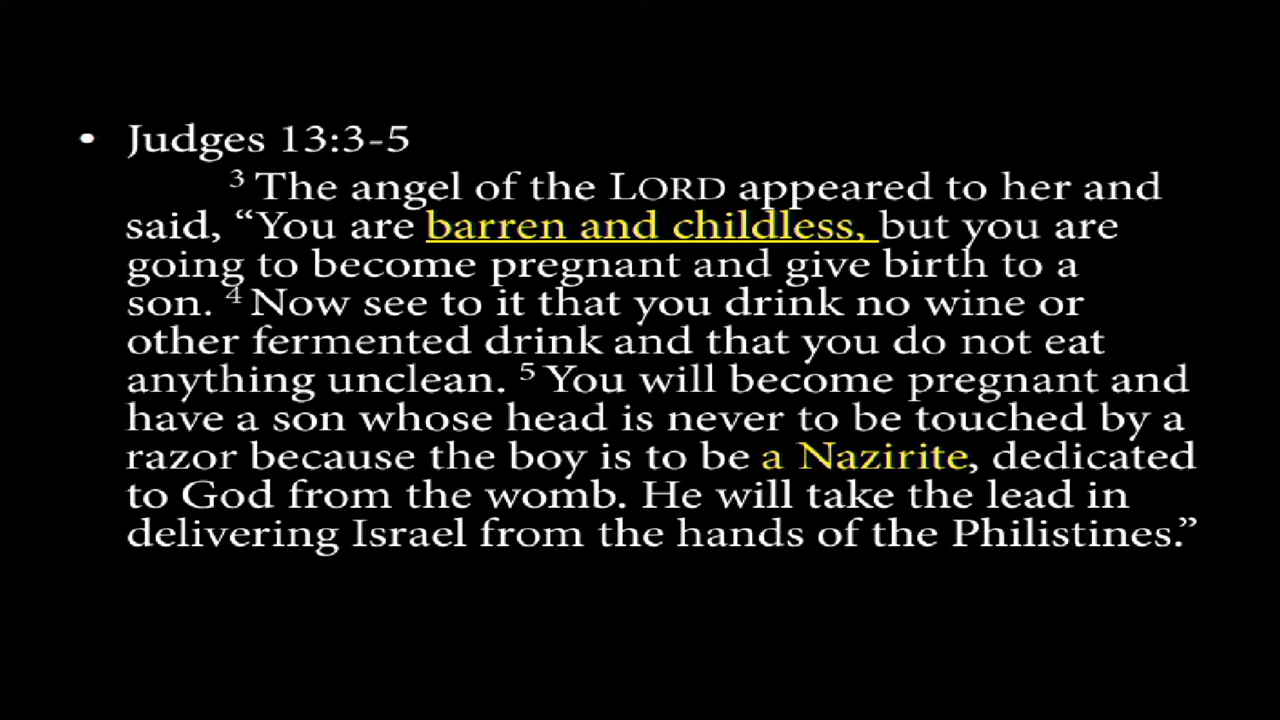 • Judges 13:3-5
³ The angel of the LORD appeared to her and
said, “You are barren and childless, but you are
going to become pregnant and give birth to a
son. ⁴ Now see to it that you drink no wine or
other fermented drink and that you do not eat
anything unclean. ⁵ You will become pregnant and
have a son whose head is never to be touched by a
razor because the boy is to be a Nazirite, dedicated
to God from the womb. He will take the lead in
delivering Israel from the hands of the Philistines.”